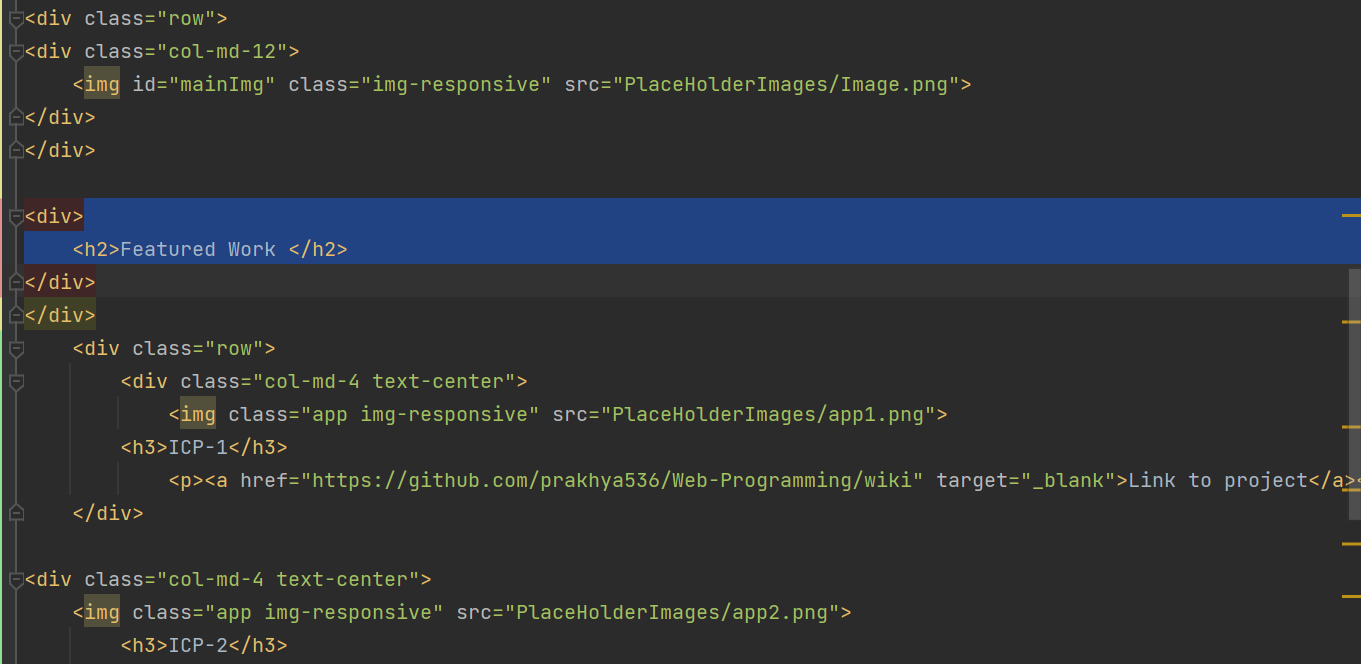 <div class="row">
<div class="col-md-12">
    <img id="mainImg" class="img-responsive" src="PlaceHolderImages/Image.png">
</div>
</div>

<div>
    <h2>Featured Work </h2>
</div>
</div>
    <div class="row">
        <div class="col-md-4 text-center">
            <img class="app img-responsive" src="PlaceHolderImages/app1.png">
        <h3>ICP-1</h3>
            <p><a href="https://github.com/prakhya536/Web-Programming/wiki" target="_blank">Link to project</a><
    </div>

<div class="col-md-4 text-center">
    <img class="app img-responsive" src="PlaceHolderImages/app2.png">
        <h3>ICP-2</h3>